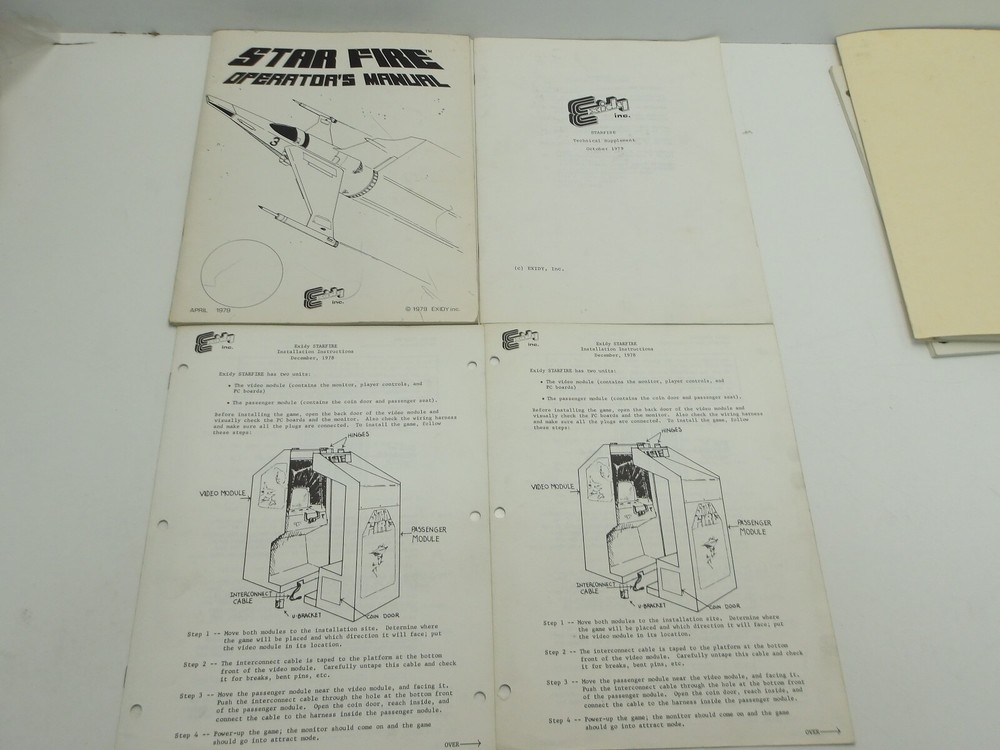 STAR FIRE™
OPERATOR'S MANUAL
3
Exidy
inc.
APRIL 1979
© 1979 EXIDY inc.
Exidy
inc.
STARFIRE
Technical Supplement
October 1979
(c) EXIDY, Inc.
Exidy
inc.
Exidy STARFIRE
Installation Instructions
December, 1978
Exidy STARFIRE has two units:
• The video module (contains the monitor, player controls, and
PC boards)
• The passenger module (contains the coin door and passenger seat).
Before installing the game, open the back door of the video module and
visually check the PC boards and the monitor. Also check the wiring harness
and make sure all the plugs are connected. To install the game, follow
these steps:
HINGES
VIDEO MODULE
PASSENGER
MODULE
INTERCONNECT
CABLE
V-BRACKET
COIN DOOR
Step 1 -- Move both modules to the installation site. Determine where
the game will be placed and which direction it will face; put
the video module in its location.
Step 2 -- The interconnect cable is taped to the platform at the bottom
front of the video module. Carefully untape this cable and check
it for breaks, bent pins, etc.
Step 3 -- Move the passenger module near the video module, and facing it.
Push the interconnect cable through the hole at the bottom front
of the passenger module. Open the coin door, reach inside, and
connect the cable to the harness inside the passenger module.
Step 4 -- Power-up the game; the monitor should come on and the game
should go into attract mode.
OVER
Exidy
inc.
Exidy STARFIRE
Installation Instructions
December, 1978
Exidy STARFIRE has two units:
• The video module (contains the monitor, player controls, and
PC boards)
• The passenger module (contains the coin door and passenger seat).
Before installing the game, open the back door of the video module and
visually check the PC boards and the monitor. Also check the wiring harness
and make sure all the plugs are connected. To install the game, follow
these steps:
HINGES
VIDEO MODULE
PASSENGER
MODULE
INTERCONNECT
CABLE
V-BRACKET
COIN DOOR
Step 1 -- Move both modules to the installation site. Determine where
the game will be placed and which direction it will face; put
the video module in its location.
Step 2 -- The interconnect cable is taped to the platform at the bottom
front of the video module. Carefully untape this cable and check
it for breaks, bent pins, etc.
Step 3 -- Move the passenger module near the video module, and facing it.
Push the interconnect cable through the hole at the bottom front
of the passenger module. Open the coin door, reach inside, and
connect the cable to the harness inside the passenger module.
Step 4 -- Power-up the game; the monitor should come on and the game
should go into attract mode.
OVER